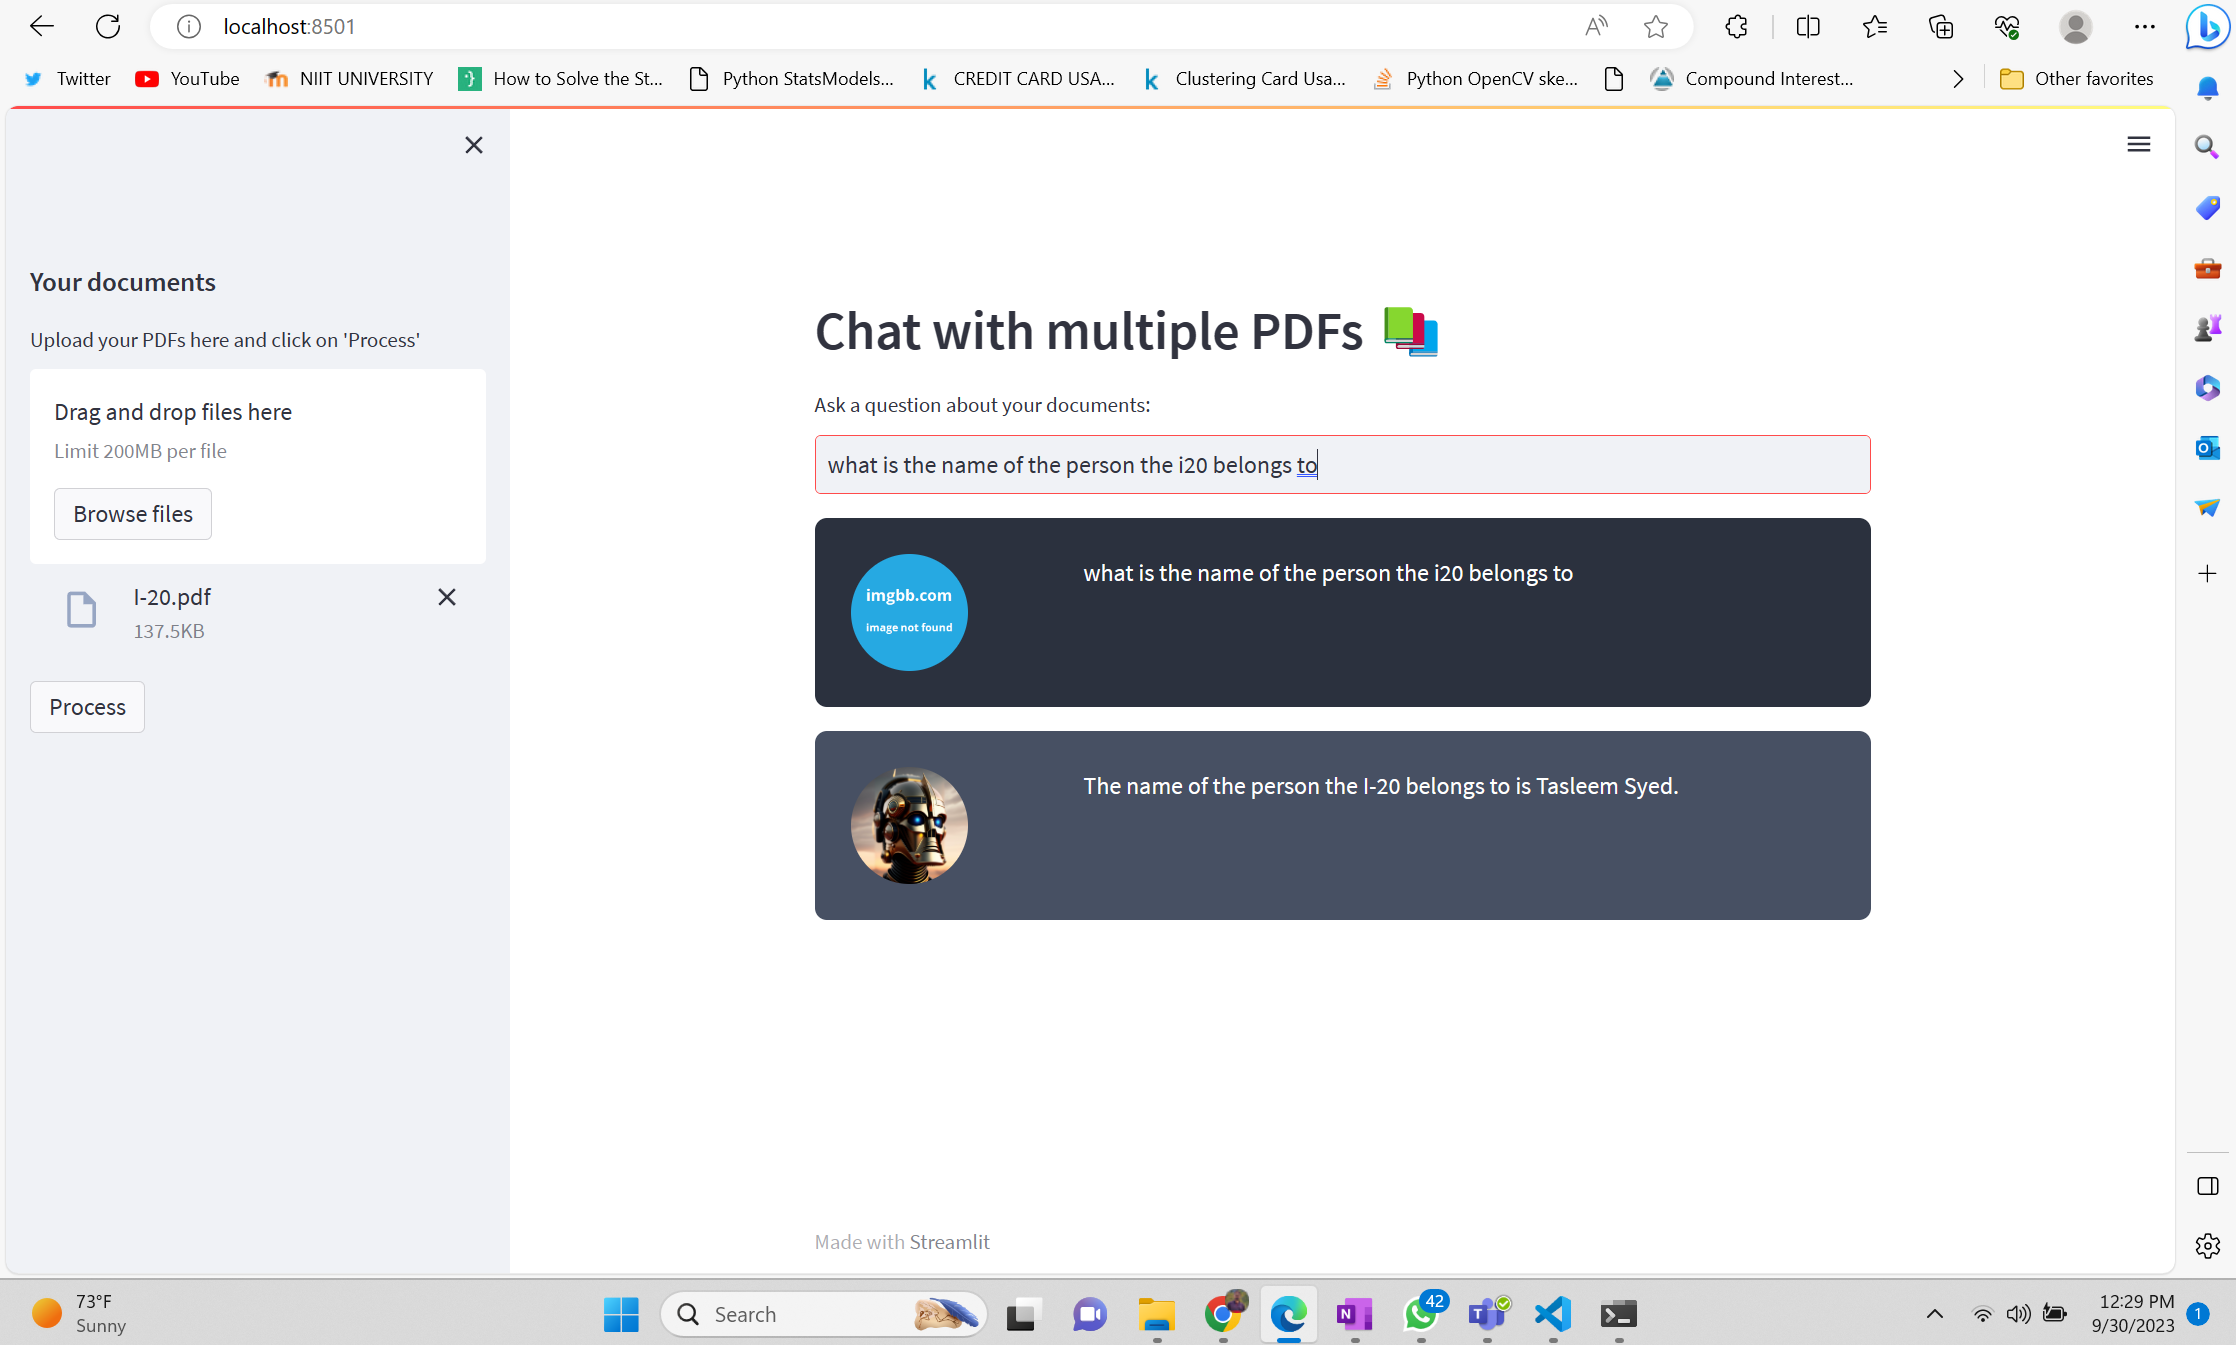 localhost:8501
Twitter
YouTube
NIIT UNIVERSITY
How to Solve the St...
Python StatsModels...
CREDIT CARD USA...
Clustering Card Usa...
Python OpenCV ske...
Compound Interest...
Other favorites
Your documents
Upload your PDFs here and click on 'Process'
Drag and drop files here
Limit 200MB per file
Browse files
I-20.pdf
137.5KB
Process
Chat with multiple PDFs
Ask a question about your documents:
what is the name of the person the i20 belongs to
imgbb.com
image not found
what is the name of the person the i20 belongs to
The name of the person the I-20 belongs to is Tasleem Syed.
Made with Streamlit
73°F
Sunny
Search
42
12:29 PM
9/30/2023
1